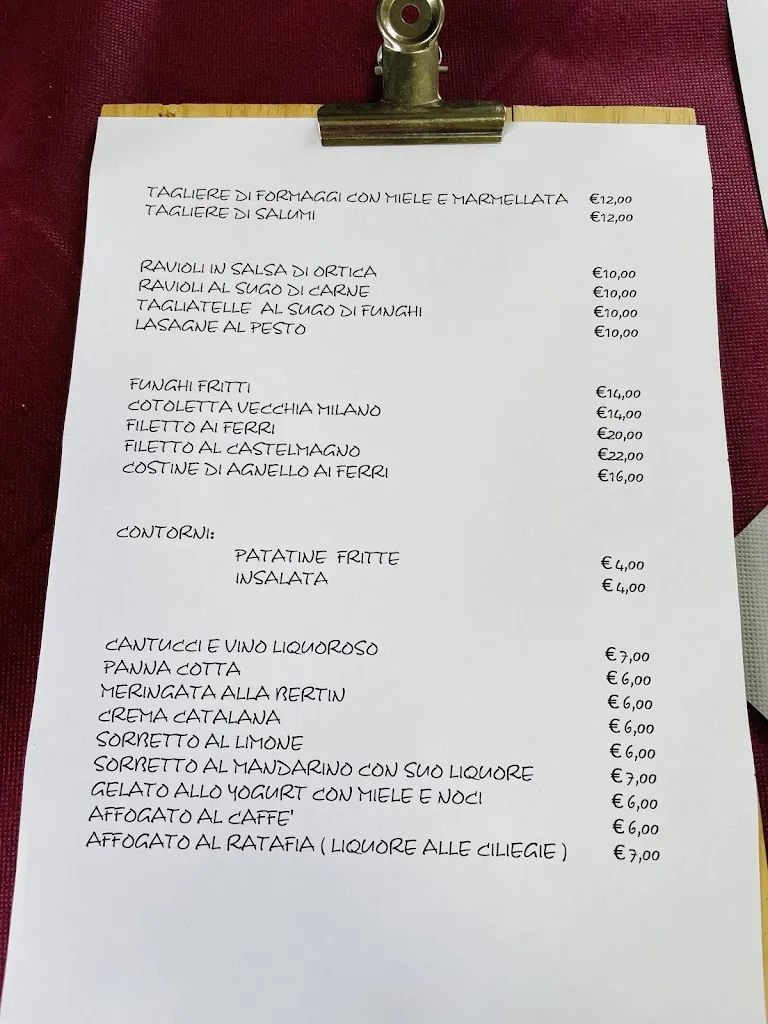 TAGLIERE DI FORMAGGI CON MIELE E MARMELLATA €12,00
TAGLIERE DI SALUMI €12,00
RAVIOLI IN SALSA DI ORTICA €10,00
RAVIOLI AL SUGO DI CARNE €10,00
TAGLIATELLE AL SUGO DI FUNGHI €10,00
LASAGNE AL PESTO €10,00
FUNGHI FRITTI €14,00
COTOLETTA VECCHIA MILANO €14,00
FILETTO AI FERRI €20,00
FILETTO AL CASTELMAGNO €22,00
COSTINE DI AGNELLO AI FERRI €16,00
CONTORNI:
PATATINE FRITTE € 4,00
INSALATA € 4,00
CANTUCCI E VINO LIQUOROSO € 7,00
PANNA COTTA € 6,00
MERINGATA ALLA BERTIN € 6,00
CREMA CATALANA € 6,00
SORBETTO AL LIMONE € 6,00
SORBETTO AL MANDARINO CON SUO LIQUORE € 7,00
GELATO ALLO YOGURT CON MIELE E NOCI € 6,00
AFFOGATO AL CAFFE' € 6,00
AFFOGATO AL RATAFIA ( LIQUORE ALLE CILIEGIE ) € 7,00